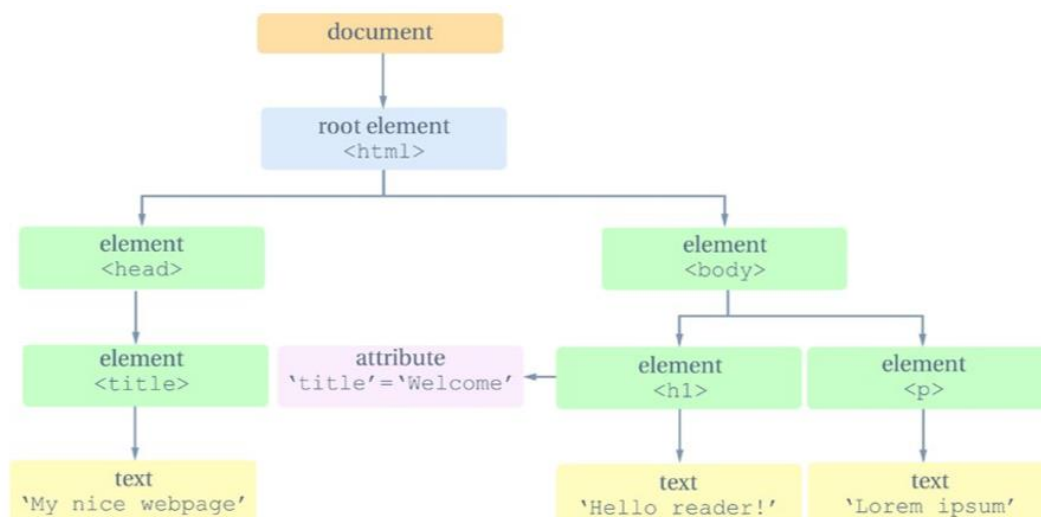 document
root element
<html>
element
<head>
element
<body>
element
<title>
attribute
‘title’=‘Welcome’
element
<h1>
element
<p>
text
‘My nice webpage’
text
‘Hello reader!’
text
‘Lorem ipsum’